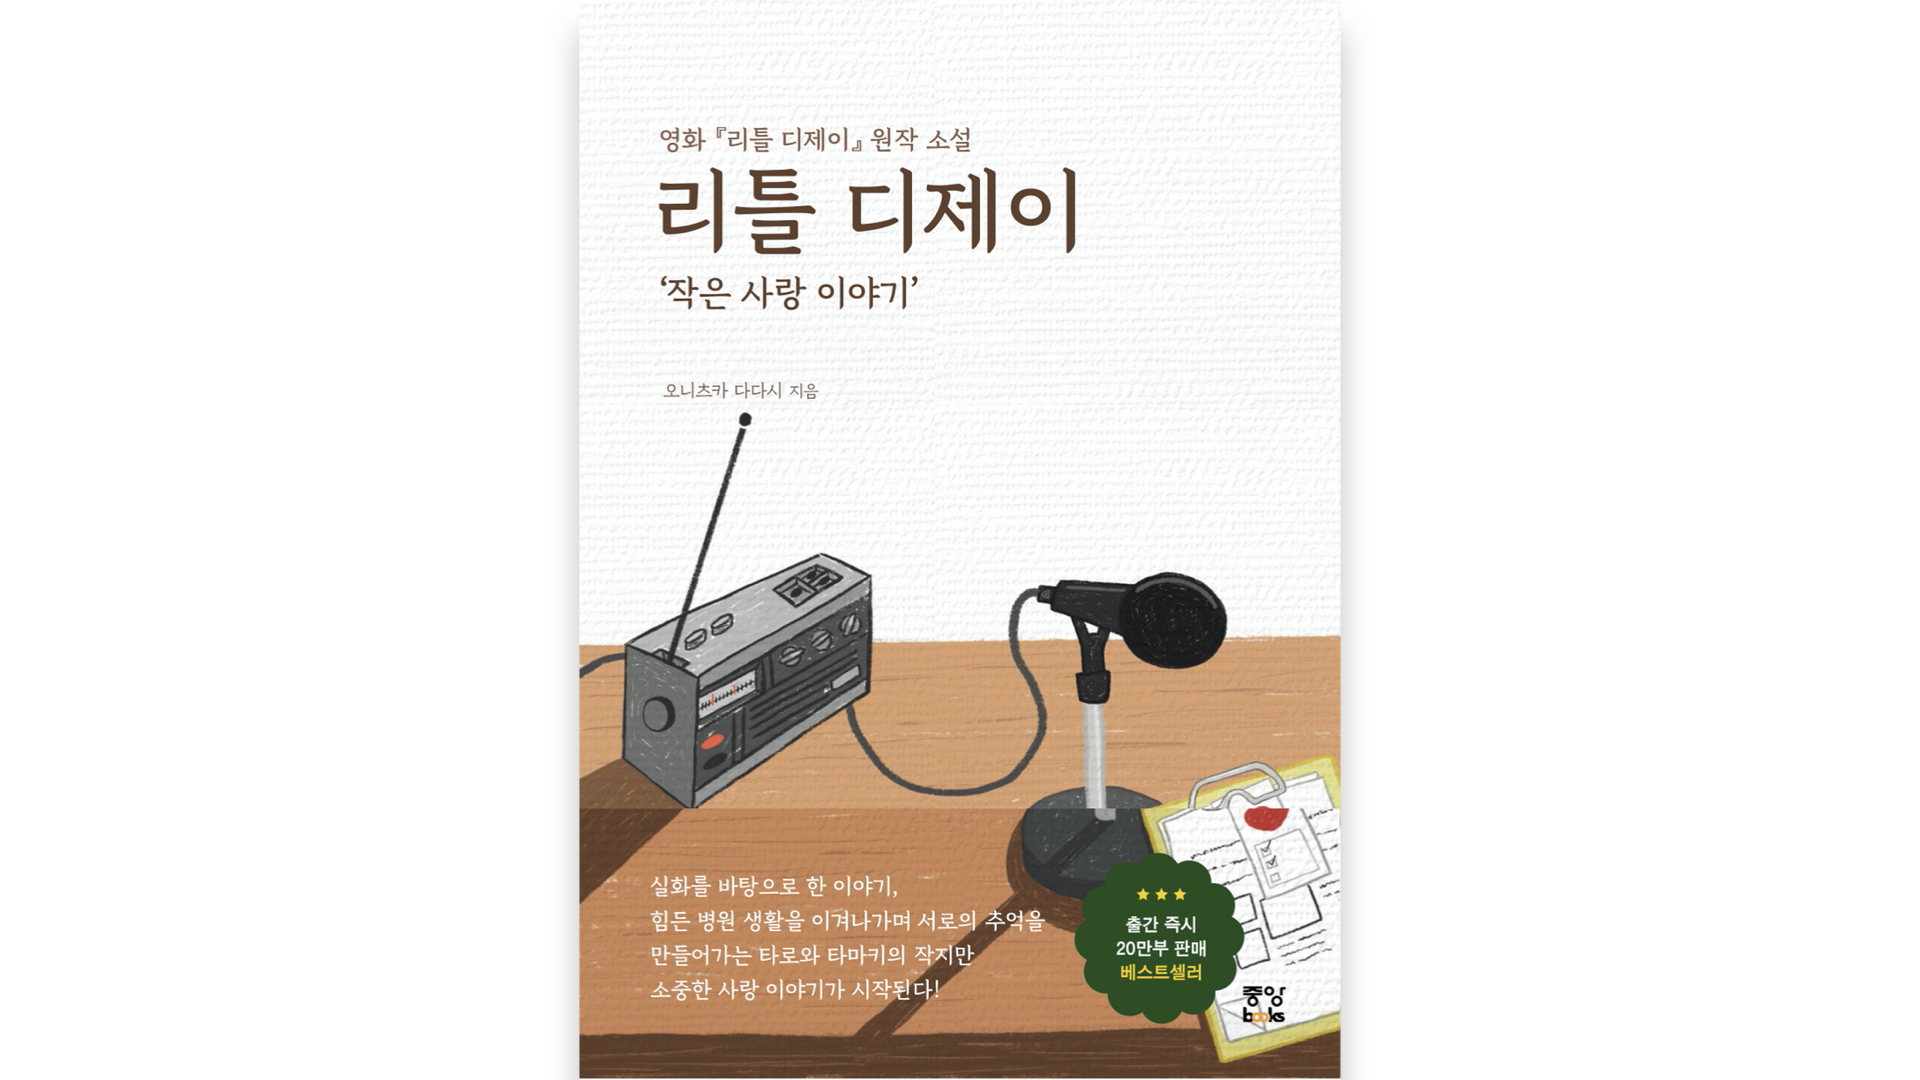 영화 『리틀 디제이』 원작 소설
리틀 디제이
‘작은 사랑 이야기’
오니츠카 다다시 지음
실화를 바탕으로 한 이야기,
힘든 병원 생활을 이겨나가며 서로의 추억을
만들어가는 타로와 타마키의 작지만
소중한 사랑 이야기가 시작된다!
출간 즉시
20만부 판매
베스트셀러
중앙
books